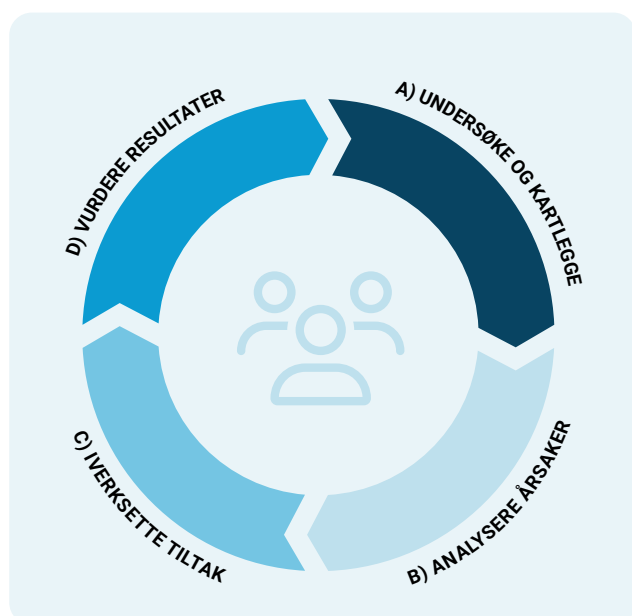 A) UNDERSØKE OG KARTLEGGE
B) ANALYSERE ÅRSAKER
C) IVERKSETTE TILTAK
D) VURDERE RESULTATER